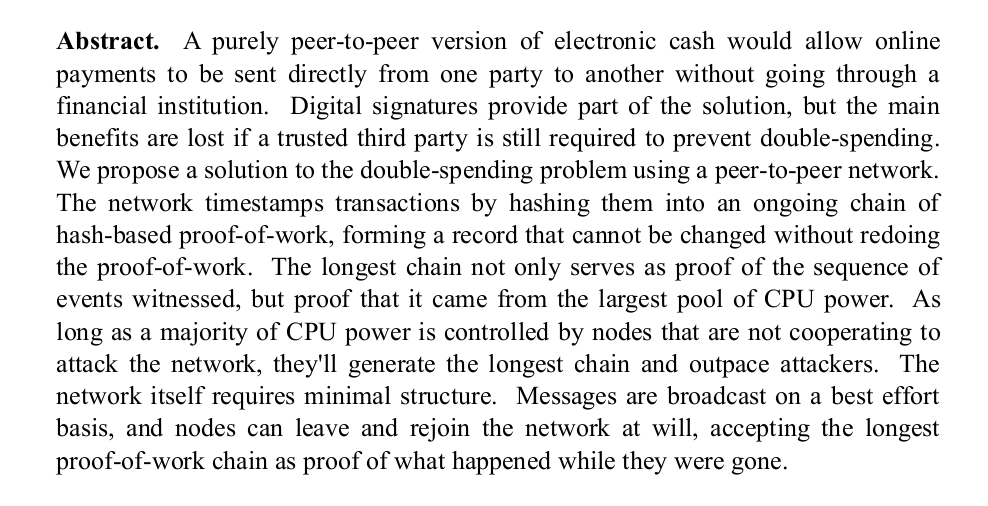 Abstract. A purely peer-to-peer version of electronic cash would allow online
payments to be sent directly from one party to another without going through a
financial institution. Digital signatures provide part of the solution, but the main
benefits are lost if a trusted third party is still required to prevent double-spending.
We propose a solution to the double-spending problem using a peer-to-peer network.
The network timestamps transactions by hashing them into an ongoing chain of
hash-based proof-of-work, forming a record that cannot be changed without redoing
the proof-of-work. The longest chain not only serves as proof of the sequence of
events witnessed, but proof that it came from the largest pool of CPU power. As
long as a majority of CPU power is controlled by nodes that are not cooperating to
attack the network, they'll generate the longest chain and outpace attackers. The
network itself requires minimal structure. Messages are broadcast on a best effort
basis, and nodes can leave and rejoin the network at will, accepting the longest
proof-of-work chain as proof of what happened while they were gone.